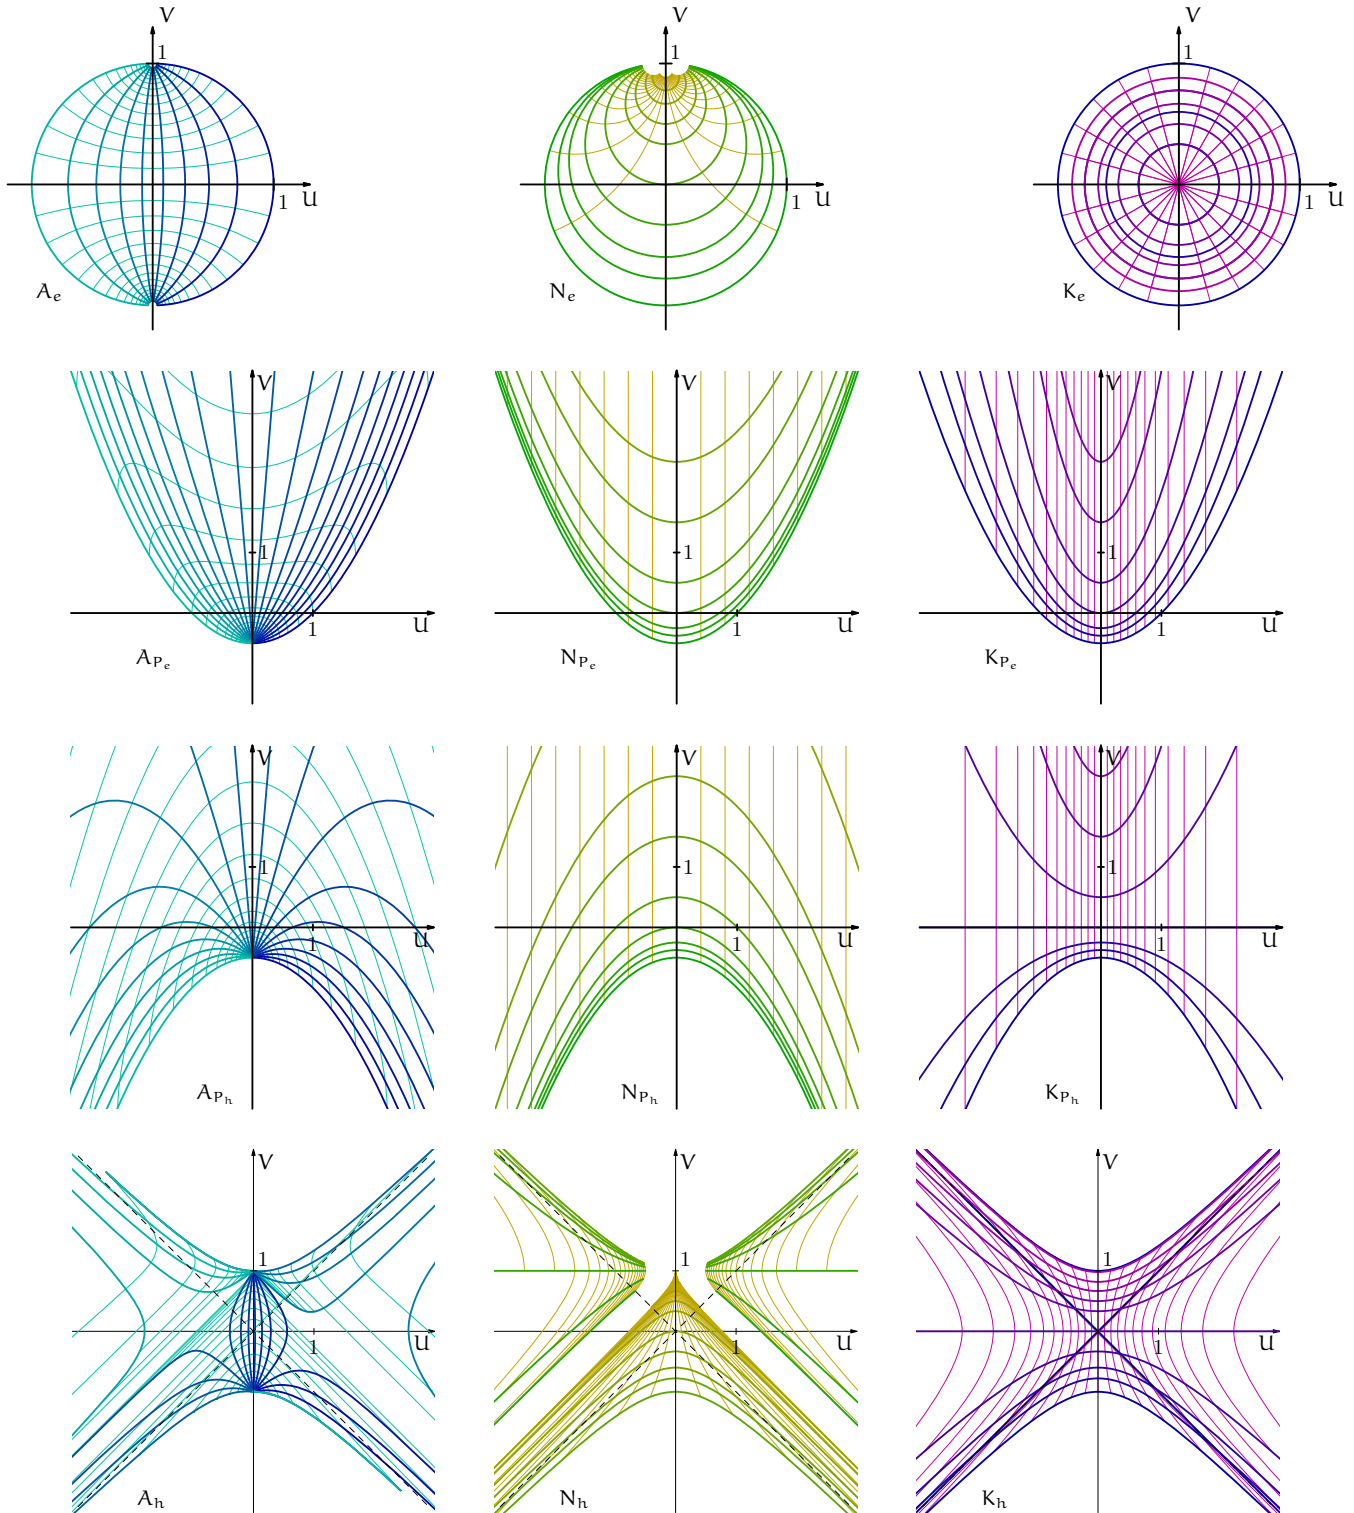 V V V
1 1 1
1 U 1 U 1 U
A_e N_e K_e
V V V
1 1 1
1 U 1 U 1 U
A_{P_e} N_{P_e} K_{P_e}
V V V
1 1 1
1 U 1 U 1 U
A_{P_h} N_{P_h} K_{P_h}
V V V
1 1 1
1 U 1 U 1 U
A_h N_h K_h